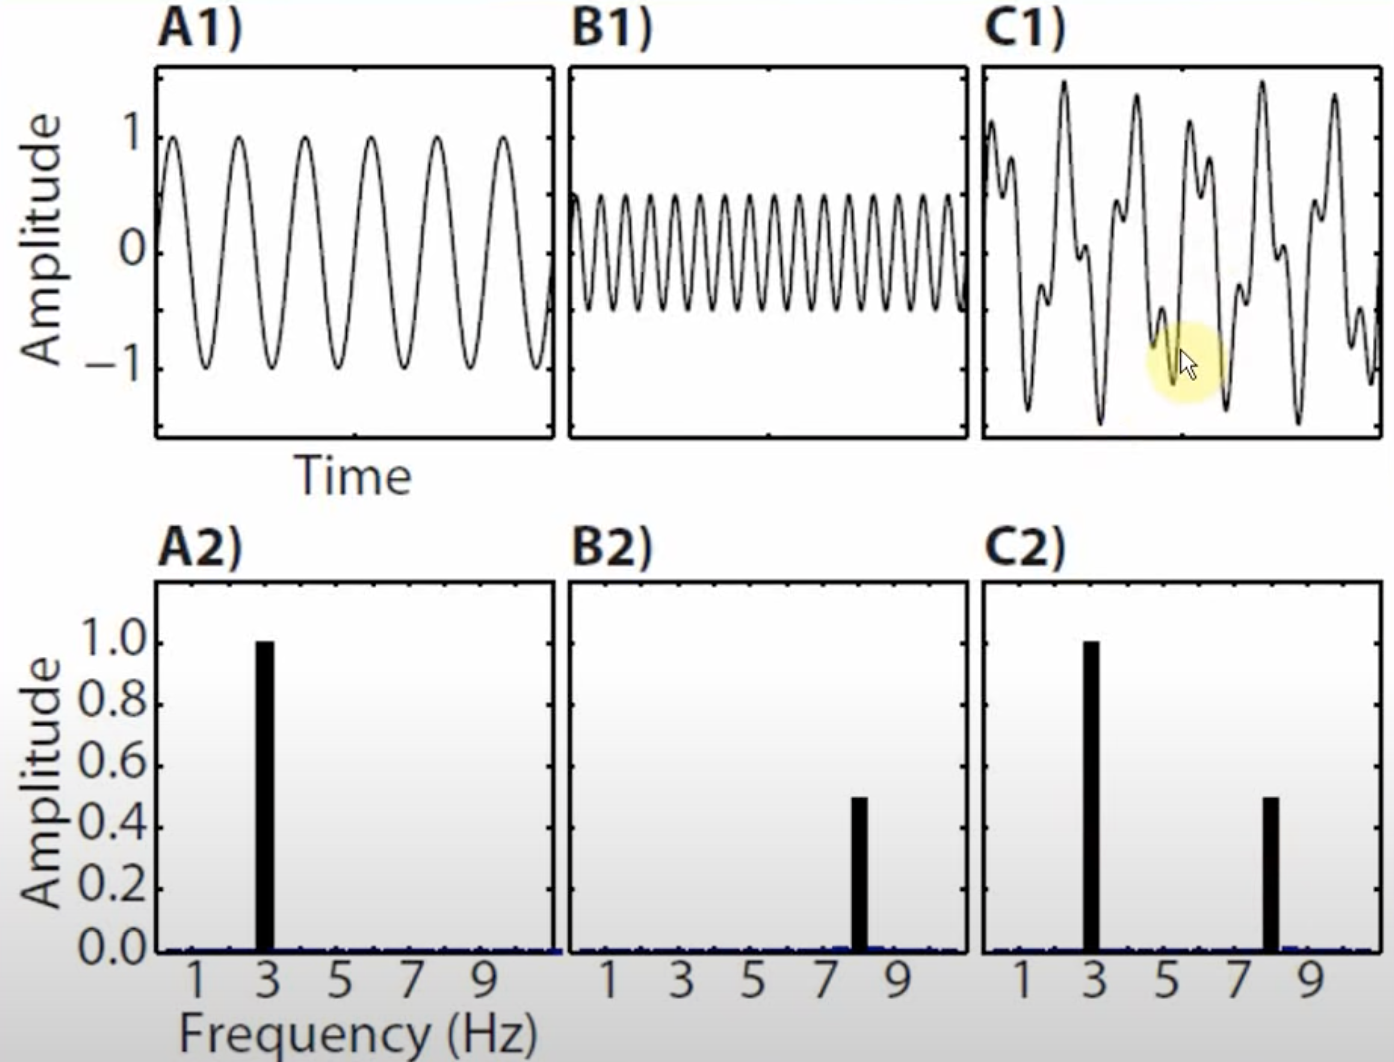 A1) B1) C1)
Amplitude
1
0
−1
Time
A2) B2) C2)
Amplitude
1.0
0.8
0.6
0.4
0.2
0.0
1 3 5 7 9 1 3 5 7 9 1 3 5 7 9
Frequency (Hz)